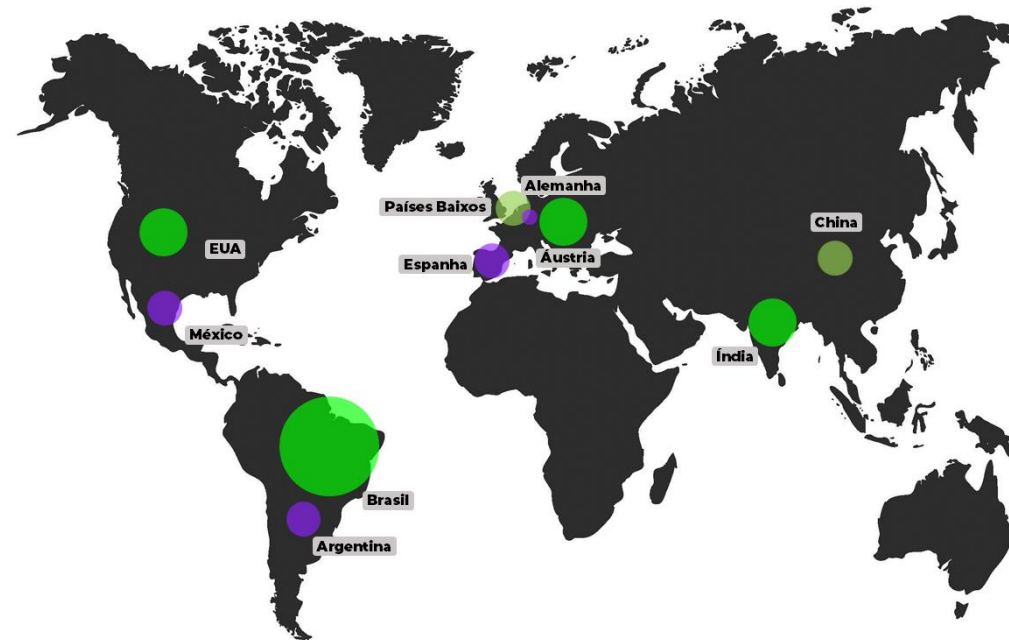 Alemanha
Países Baixos
China
EUA
Espanha
Áustria
México
Índia
Brasil
Argentina